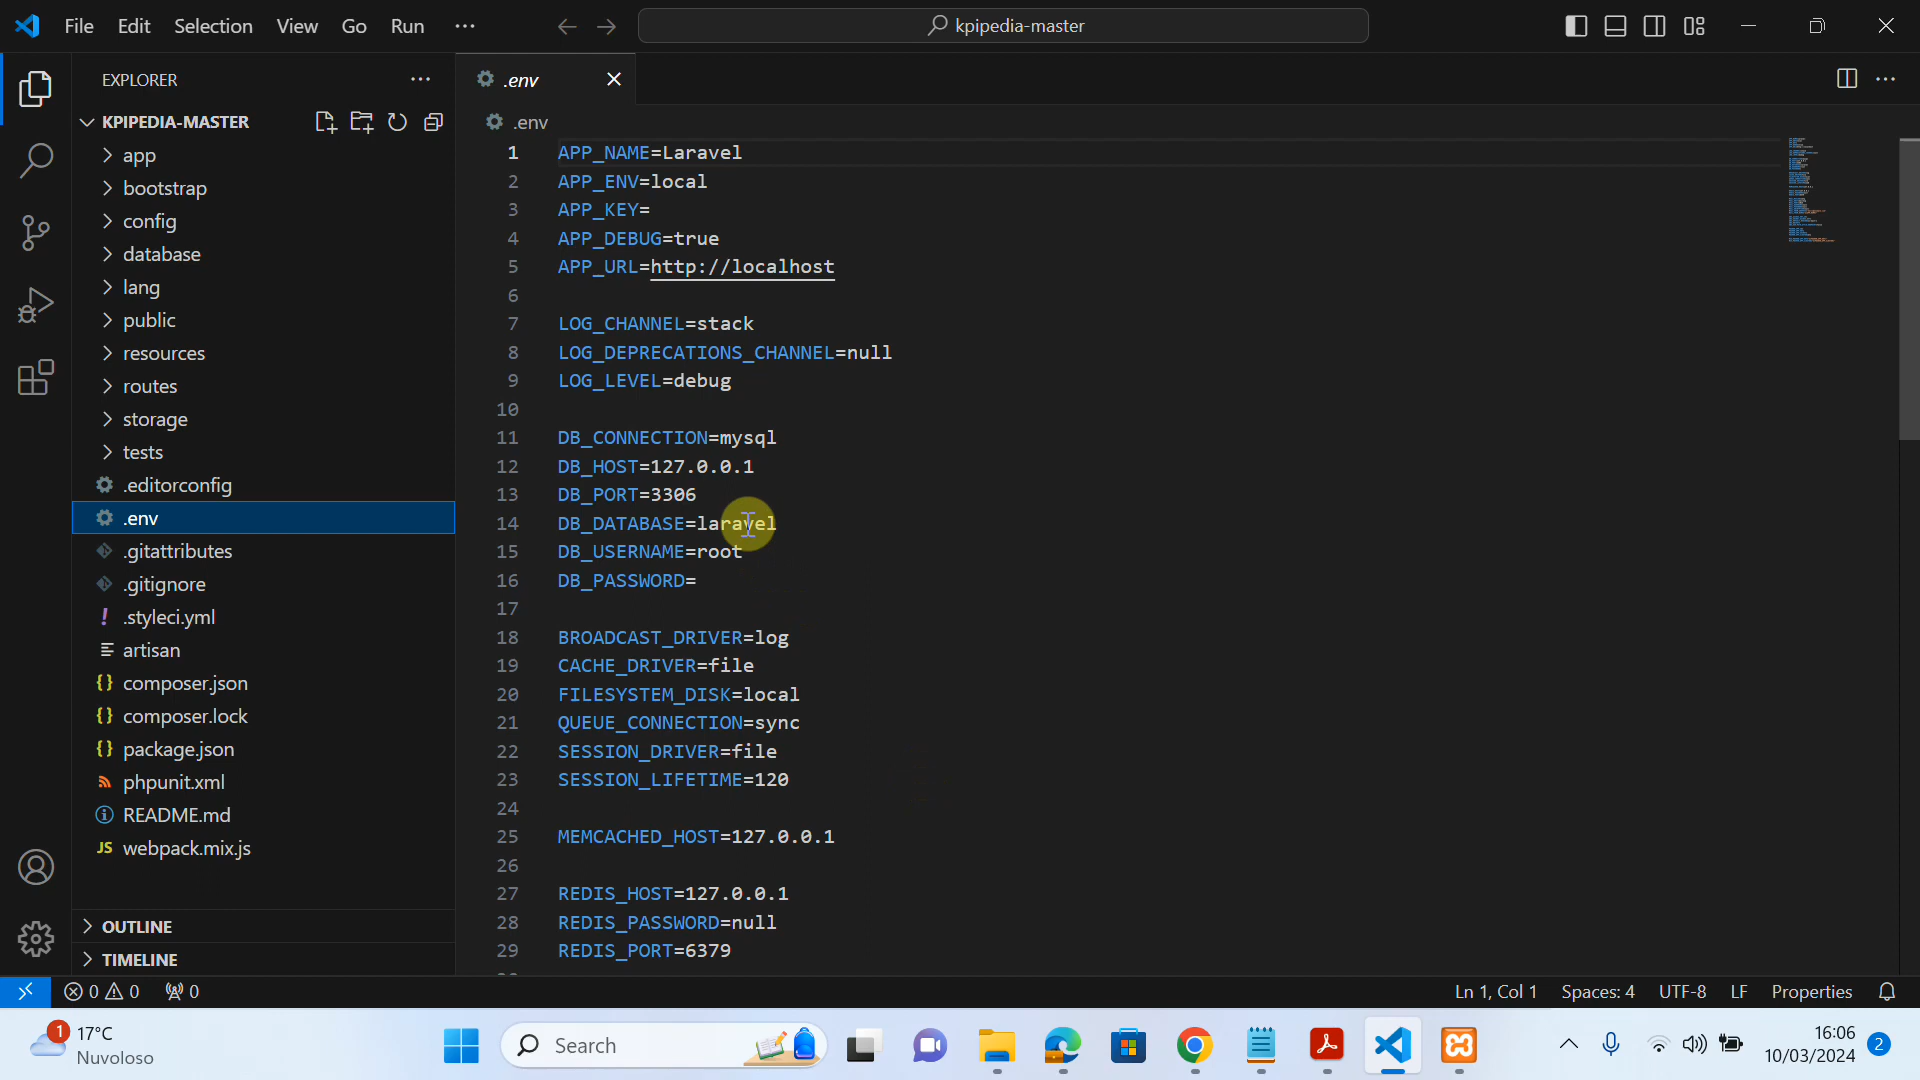 File Edit Selection View Go Run ···
kpipedia-master
EXPLORER ···
.env
KPIPEDIA-MASTER
.env
app
bootstrap
config
database
lang
public
resources
routes
storage
tests
.editorconfig
.env
.gitattributes
.gitignore
.styleci.yml
artisan
composer.json
composer.lock
package.json
phpunit.xml
README.md
JS webpack.mix.js
OUTLINE
TIMELINE
1 APP_NAME=Laravel
2 APP_ENV=local
3 APP_KEY=
4 APP_DEBUG=true
5 APP_URL=http://localhost
6
7 LOG_CHANNEL=stack
8 LOG_DEPRECATIONS_CHANNEL=null
9 LOG_LEVEL=debug
10
11 DB_CONNECTION=mysql
12 DB_HOST=127.0.0.1
13 DB_PORT=3306
14 DB_DATABASE=laravel
15 DB_USERNAME=root
16 DB_PASSWORD=
17
18 BROADCAST_DRIVER=log
19 CACHE_DRIVER=file
20 FILESYSTEM_DISK=local
21 QUEUE_CONNECTION=sync
22 SESSION_DRIVER=file
23 SESSION_LIFETIME=120
24
25 MEMCACHED_HOST=127.0.0.1
26
27 REDIS_HOST=127.0.0.1
28 REDIS_PASSWORD=null
29 REDIS_PORT=6379
0 0 0 Ln 1, Col 1 Spaces: 4 UTF-8 LF Properties
1 17°C
Nuvoloso
Search
16:06
10/03/2024
2